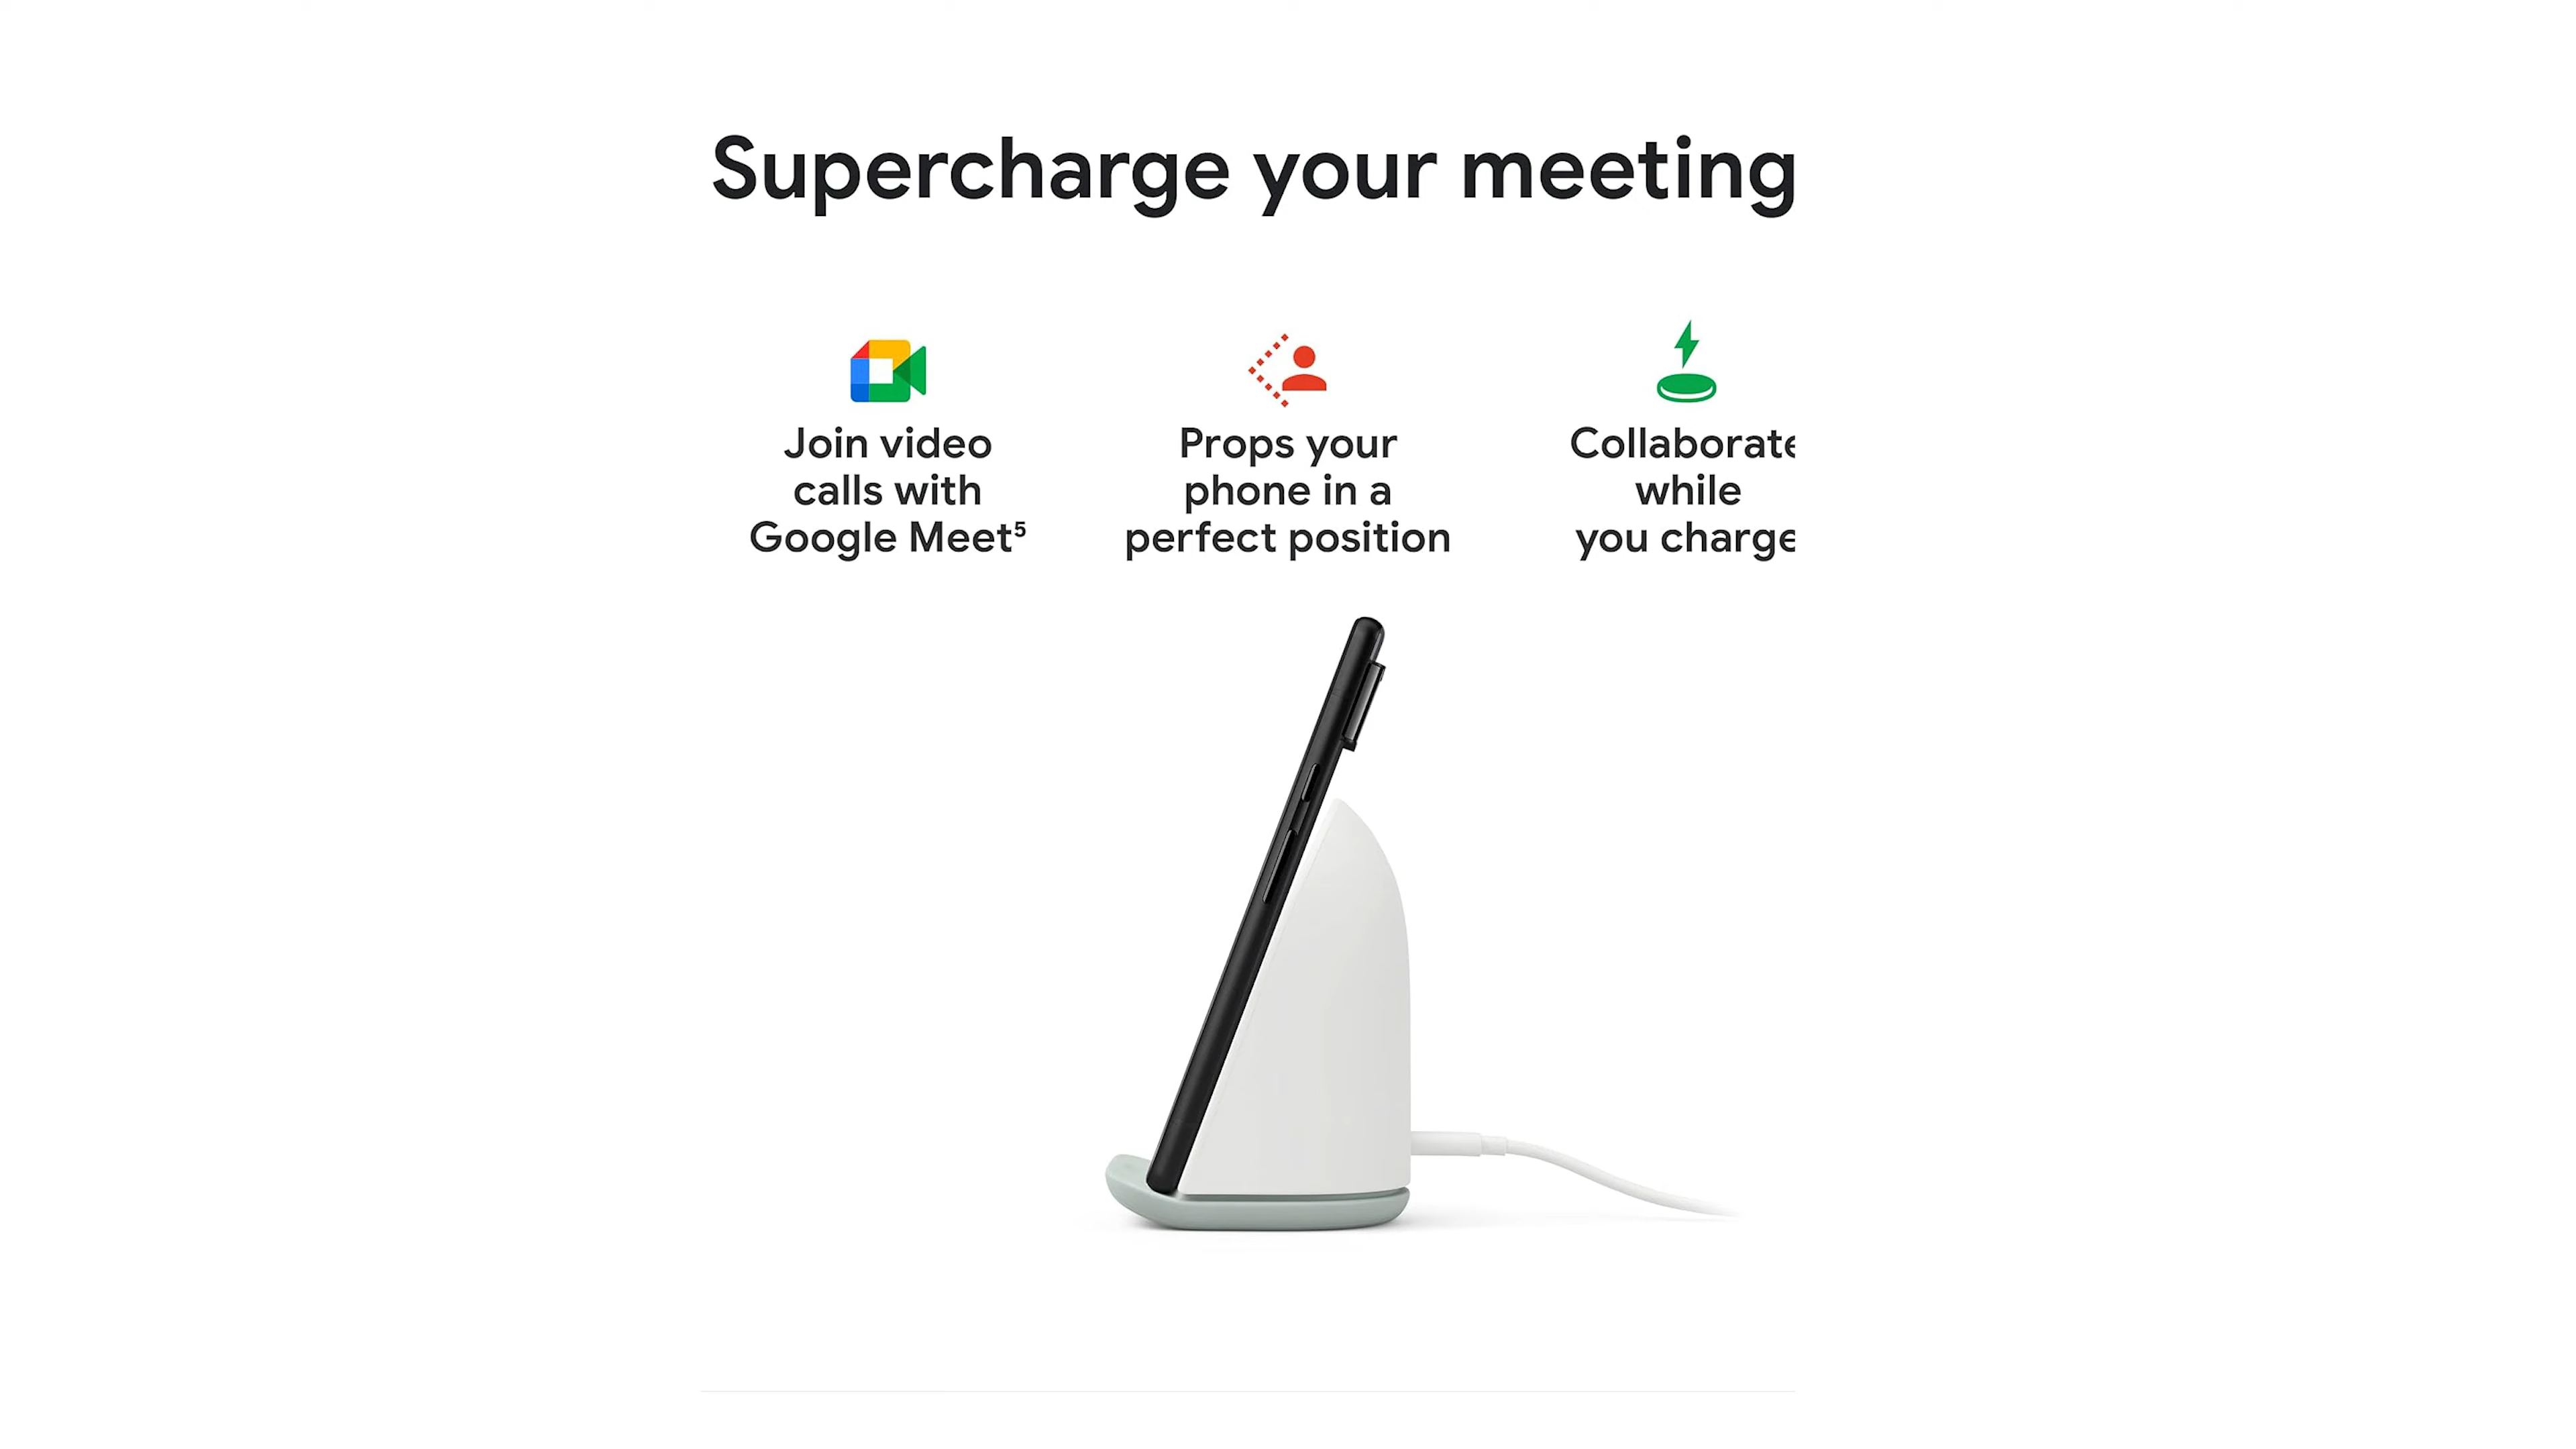 Supercharge your meeting
Join video
calls with
Google Meet⁵
Props your
phone in a
perfect position
Collaborate
while
you charge